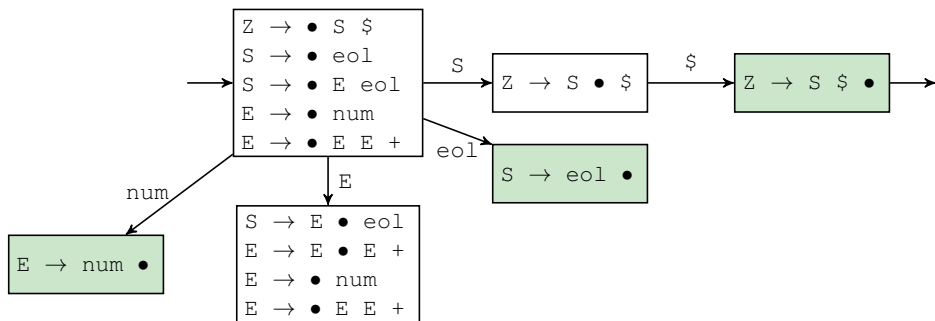 Z → • S $
S → • eol
S → • E eol
E → • num
E → • E E +
S
Z → S • $
$
Z → S $ •
eol
S → eol •
num
E
E → num •
S → E • eol
E → E • E +
E → • num
E → • E E +